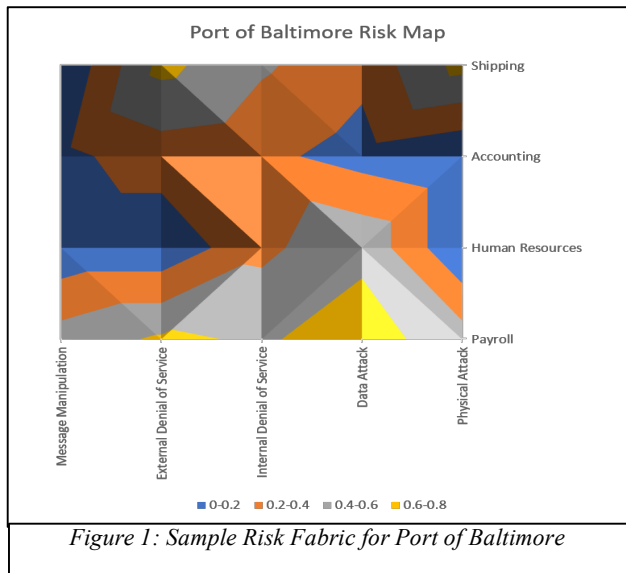 Port of Baltimore Risk Map
Shipping
Accounting
Human Resources
Payroll
Message Manipulation
External Denial of Service
Internal Denial of Service
Data Attack
Physical Attack
0-0.2 0.2-0.4 0.4-0.6 0.6-0.8
Figure 1: Sample Risk Fabric for Port of Baltimore